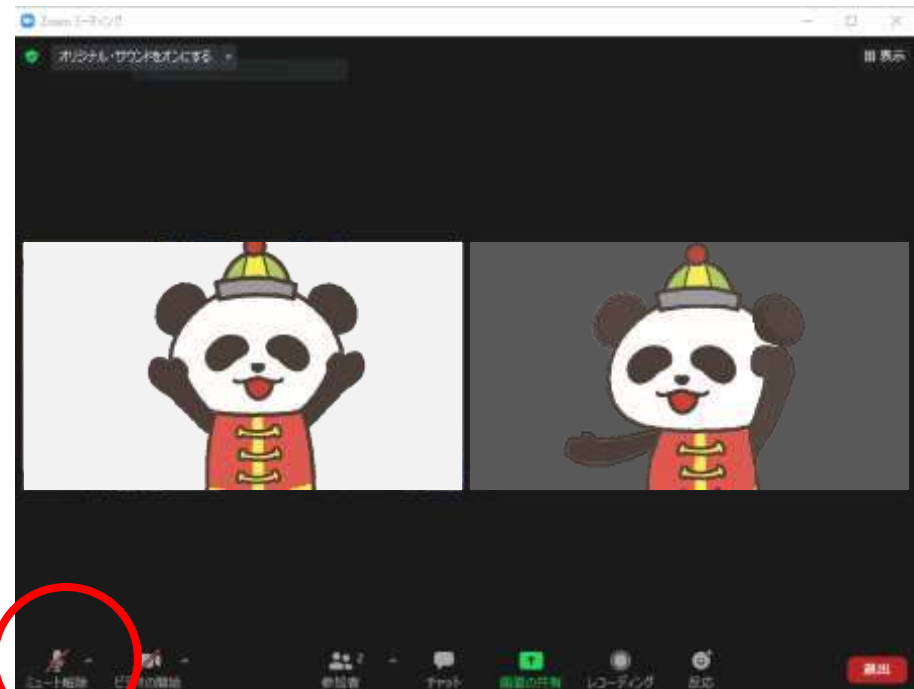 Zoom ミーティング
オリジナル・サウンドをオンにする
表示
ミュート解除
ビデオの開始
参加者
2
チャット
画面の共有
レコーディング
反応
退出